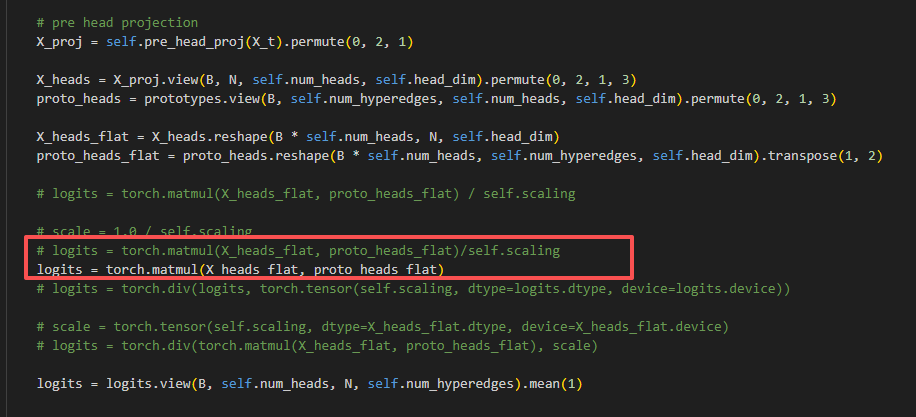 # pre head projection
X_proj = self.pre_head_proj(X_t).permute(0, 2, 1)
X_heads = X_proj.view(B, N, self.num_heads, self.head_dim).permute(0, 2, 1, 3)
proto_heads = prototypes.view(B, self.num_hyperedges, self.num_heads, self.head_dim).permute(0, 2, 1, 3)
X_heads_flat = X_heads.reshape(B * self.num_heads, N, self.head_dim)
proto_heads_flat = proto_heads.reshape(B * self.num_heads, self.num_hyperedges, self.head_dim).transpose(1, 2)
# logits = torch.matmul(X_heads_flat, proto_heads_flat) / self.scaling
# scale = 1.0 / self.scaling
# logits = torch.matmul(X_heads_flat, proto_heads_flat)/self.scaling
logits = torch.matmul(X_heads_flat, proto_heads_flat)
# logits = torch.div(logits, torch.tensor(self.scaling, dtype=logits.dtype, device=logits.device))
# scale = torch.tensor(self.scaling, dtype=X_heads_flat.dtype, device=X_heads_flat.device)
# logits = torch.div(torch.matmul(X_heads_flat, proto_heads_flat), scale)
logits = logits.view(B, self.num_heads, N, self.num_hyperedges).mean(1)